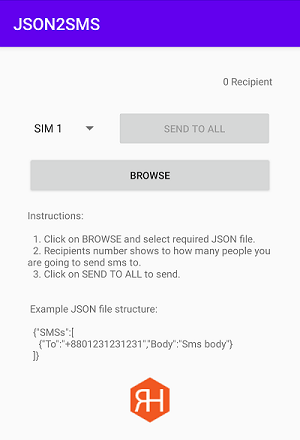 JSON2SMS
0 Recipient
SIM 1
SEND TO ALL
BROWSE
Instructions:
1. Click on BROWSE and select required JSON file.
2. Recipients number shows to how many people you
are going to send sms to.
3. Click on SEND TO ALL to send.
Example JSON file structure:
{"SMSs":[
{"To":"+8801231231231","Body":"Sms body"}
]}
RH